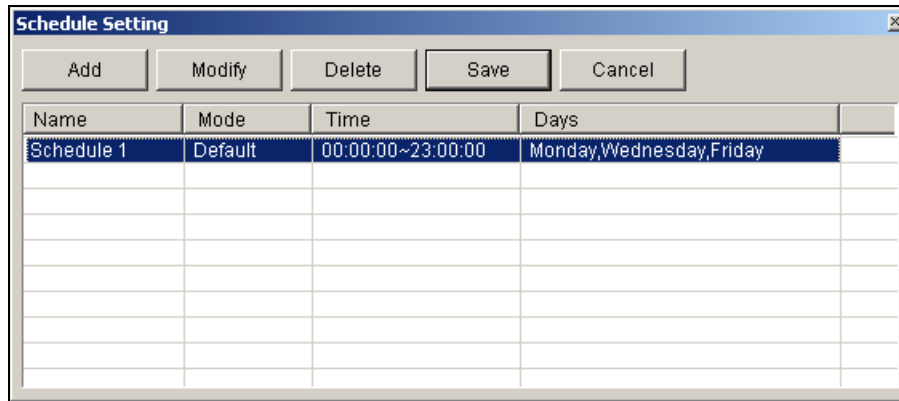 Schedule Setting
Add Modify Delete Save Cancel
Name Mode Time Days
Schedule 1 Default 00:00:00~23:00:00 Monday,Wednesday,Friday